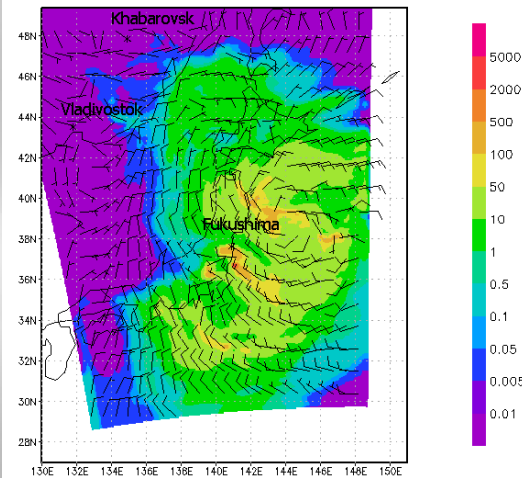 Khabarovsk
48N
46N
Vladivostok
44N
42N
40N
Fukushima
38N
36N
34N
32N
30N
28N
130E 132E 134E 136E 138E 140E 142E 144E 146E 148E 150E
5000
2000
500
100
50
10
1
0.5
0.1
0.05
0.005
0.01